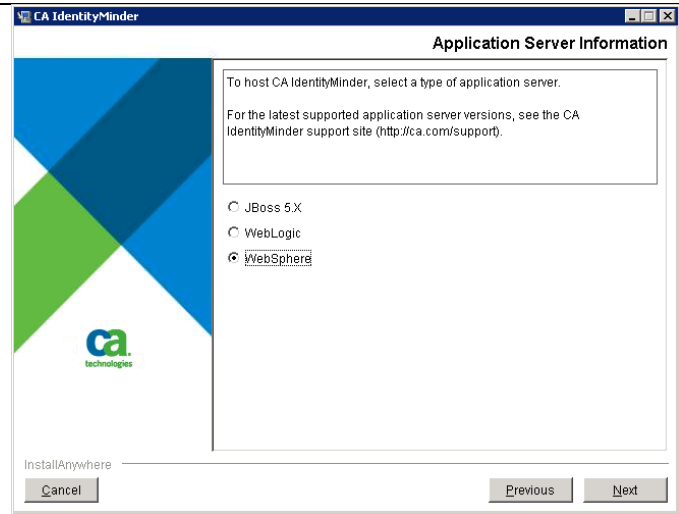 CA IdentityMinder
Application Server Information
To host CA IdentityMinder, select a type of application server.
For the latest supported application server versions, see the CA
IdentityMinder support site (http://ca.com/support).
JBoss 5.X
WebLogic
WebSphere
ca.
technologies
InstallAnywhere
Cancel
Previous
Next